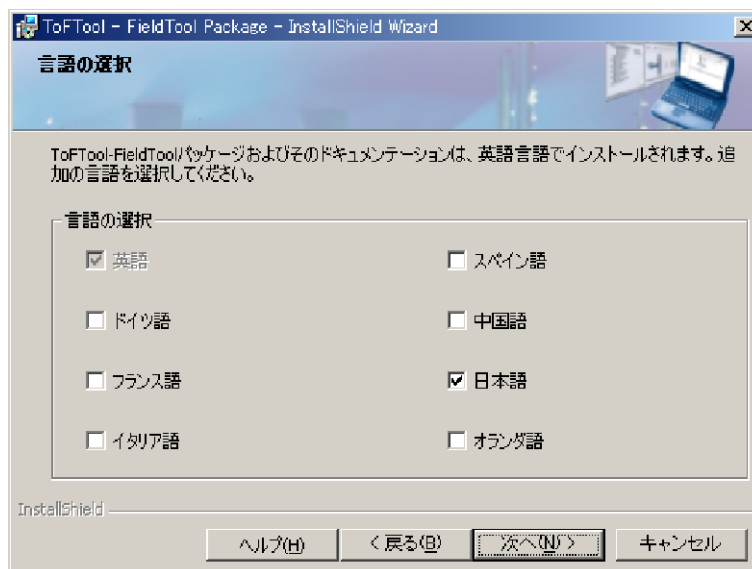 ToFTool - FieldTool Package - InstallShield Wizard
言語の選択
ToFTool-FieldToolパッケージおよびそのドキュメンテーションは、英語言語でインストールされます。追
加の言語を選択してください。
言語の選択
英語
スペイン語
ドイツ語
中国語
フランス語
日本語
イタリア語
オランダ語
InstallShield
ヘルプ(H)
< 戻る(B)
次へ(N) >
キャンセル